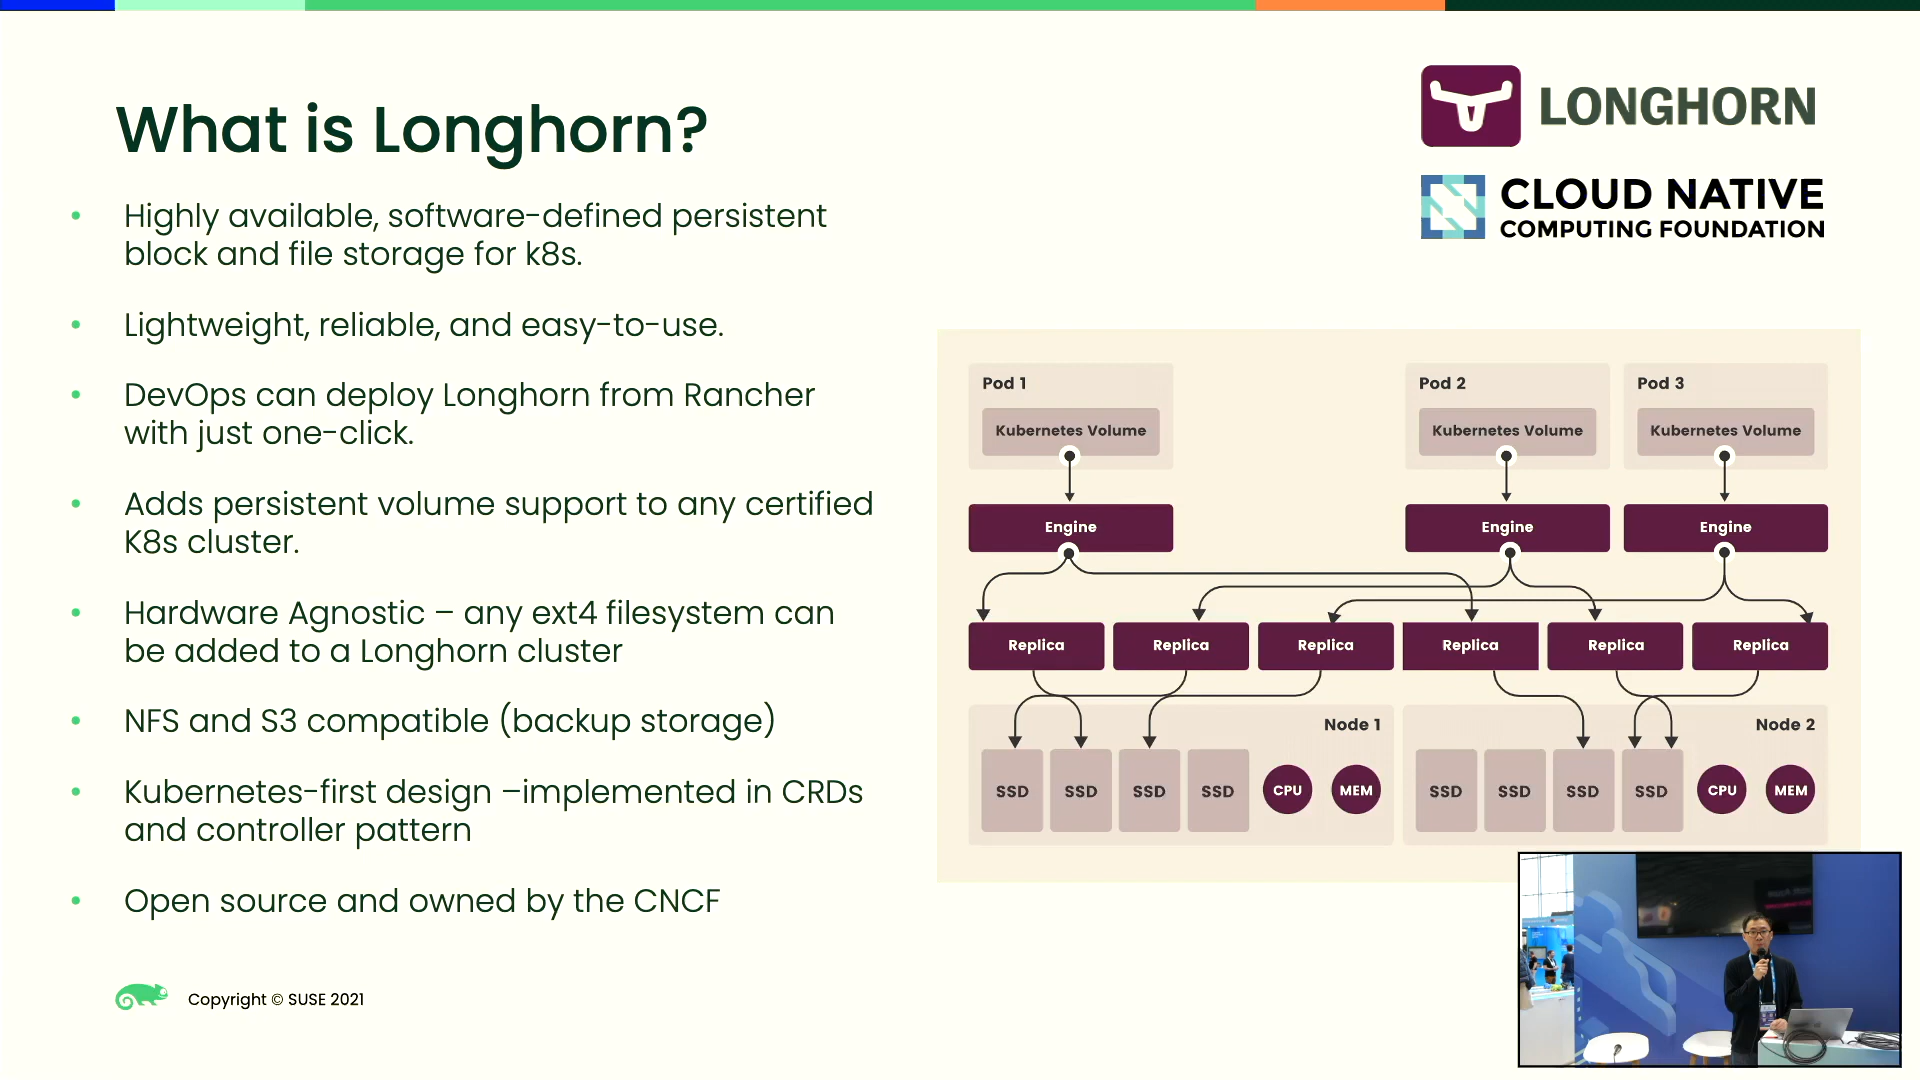 What is Longhorn?
LONGHORN
CLOUD NATIVE
COMPUTING FOUNDATION
• Highly available, software-defined persistent
block and file storage for k8s.
• Lightweight, reliable, and easy-to-use.
• DevOps can deploy Longhorn from Rancher
with just one-click.
• Adds persistent volume support to any certified
K8s cluster.
• Hardware Agnostic – any ext4 filesystem can
be added to a Longhorn cluster
• NFS and S3 compatible (backup storage)
• Kubernetes-first design –implemented in CRDs
and controller pattern
• Open source and owned by the CNCF
Pod 1
Kubernetes Volume
Pod 2
Kubernetes Volume
Pod 3
Kubernetes Volume
Engine
Engine
Engine
Replica
Replica
Replica
Replica
Replica
Replica
Node 1
SSD
SSD
SSD
SSD
CPU
MEM
Node 2
SSD
SSD
SSD
SSD
CPU
MEM
Copyright © SUSE 2021